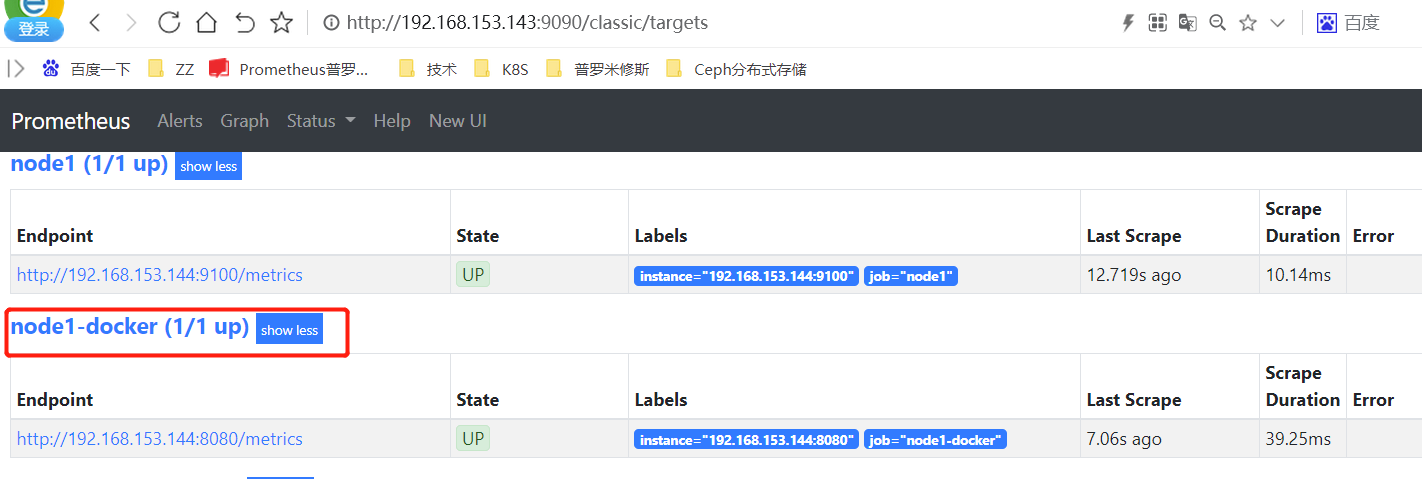 登录
http://192.168.153.143:9090/classic/targets
百度
百度一下 ZZ Prometheus普罗... 技术 K8S 普罗米修斯 Ceph分布式存储
Prometheus Alerts Graph Status Help New UI
node1 (1/1 up) show less
Endpoint State Labels Last Scrape Scrape Duration Error
http://192.168.153.144:9100/metrics UP instance="192.168.153.144:9100" job="node1" 12.719s ago 10.14ms
node1-docker (1/1 up) show less
Endpoint State Labels Last Scrape Scrape Duration Error
http://192.168.153.144:8080/metrics UP instance="192.168.153.144:8080" job="node1-docker" 7.06s ago 39.25ms